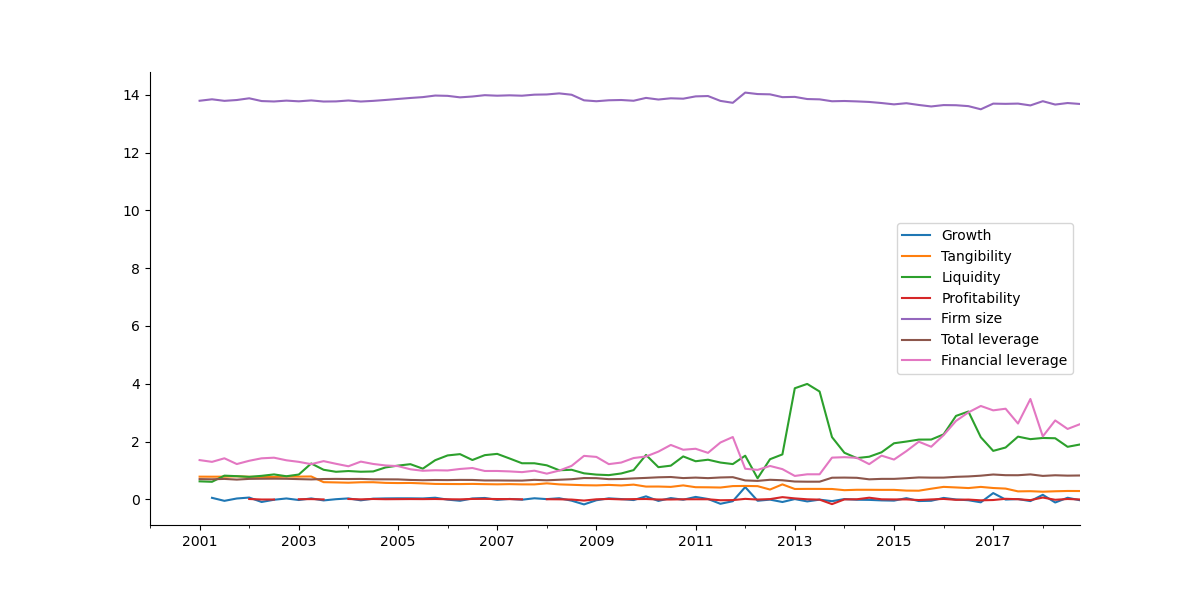 14
12
10
8
6
4
2
0
2001 2003 2005 2007 2009 2011 2013 2015 2017
Growth
Tangibility
Liquidity
Profitability
Firm size
Total leverage
Financial leverage